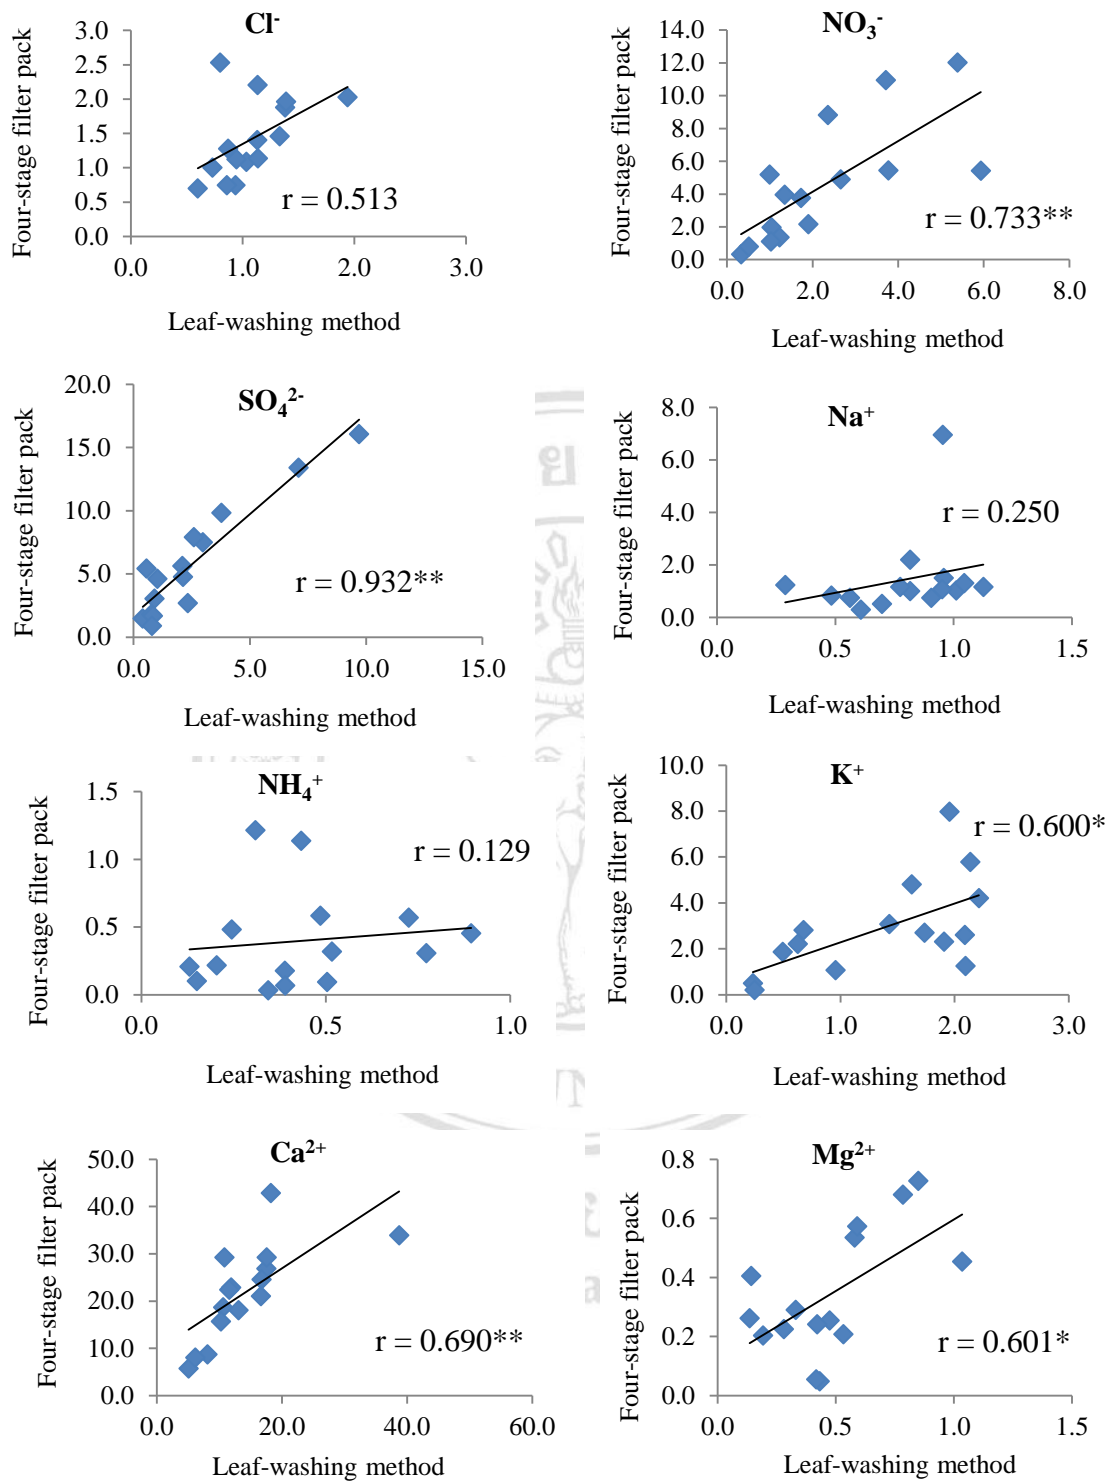 Cl⁻
Four-stage filter pack
3.0
2.5
2.0
1.5
1.0
0.5
0.0
r = 0.513
0.0 1.0 2.0 3.0
Leaf-washing method
NO₃⁻
Four-stage filter pack
14.0
12.0
10.0
8.0
6.0
4.0
2.0
0.0
r = 0.733**
0.0 2.0 4.0 6.0 8.0
Leaf-washing method
SO₄²⁻
Four-stage filter pack
20.0
15.0
10.0
5.0
0.0
r = 0.932**
0.0 5.0 10.0 15.0
Leaf-washing method
Na⁺
Four-stage filter pack
8.0
6.0
4.0
2.0
0.0
r = 0.250
0.0 0.5 1.0 1.5
Leaf-washing method
NH₄⁺
Four-stage filter pack
1.5
1.0
0.5
0.0
r = 0.129
0.0 0.5 1.0
Leaf-washing method
K⁺
Four-stage filter pack
10.0
8.0
6.0
4.0
2.0
0.0
r = 0.600*
0.0 1.0 2.0 3.0
Leaf-washing method
Ca²⁺
Four-stage filter pack
50.0
40.0
30.0
20.0
10.0
0.0
r = 0.690**
0.0 20.0 40.0 60.0
Leaf-washing method
Mg²⁺
Four-stage filter pack
0.8
0.6
0.4
0.2
0.0
r = 0.601*
0.0 0.5 1.0 1.5
Leaf-washing method